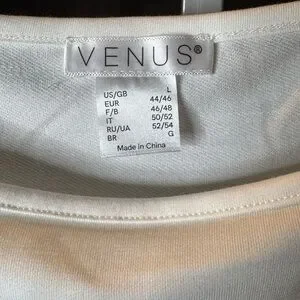 VENUS®
US/GB L
EUR 44/46
F/B 46/48
IT 50/52
RU/UA 52/54
BR G
Made in China